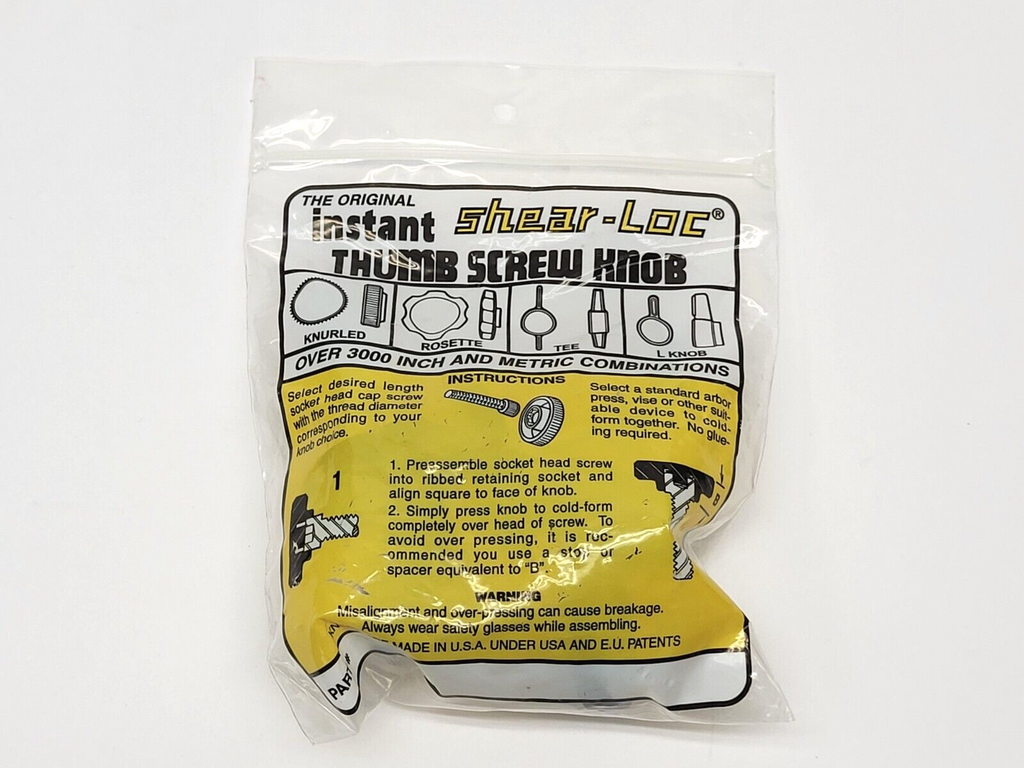 THE ORIGINAL
instant shear-Loc®
THUMB SCREW KNOB
KNURLED
ROSETTE
TEE
L KNOB
OVER 3000 INCH AND METRIC COMBINATIONS
INSTRUCTIONS
Select desired length
socket head cap screw
with the thread diameter
corresponding to your
knob choice.
Select a standard arbor
press, vise or other suit-
able device to cold-
form together. No glue-
ing required.
1
1. Preassemble socket head screw
into ribbed retaining socket and
align square to face of knob.
2. Simply press knob to cold-form
completely over head of screw. To
avoid over pressing, it is rec-
ommended you use a stop or
spacer equivalent to "B".
B
WARNING
Misalignment and over-pressing can cause breakage.
Always wear safety glasses while assembling.
MADE IN U.S.A. UNDER USA AND E.U. PATENTS
PART #